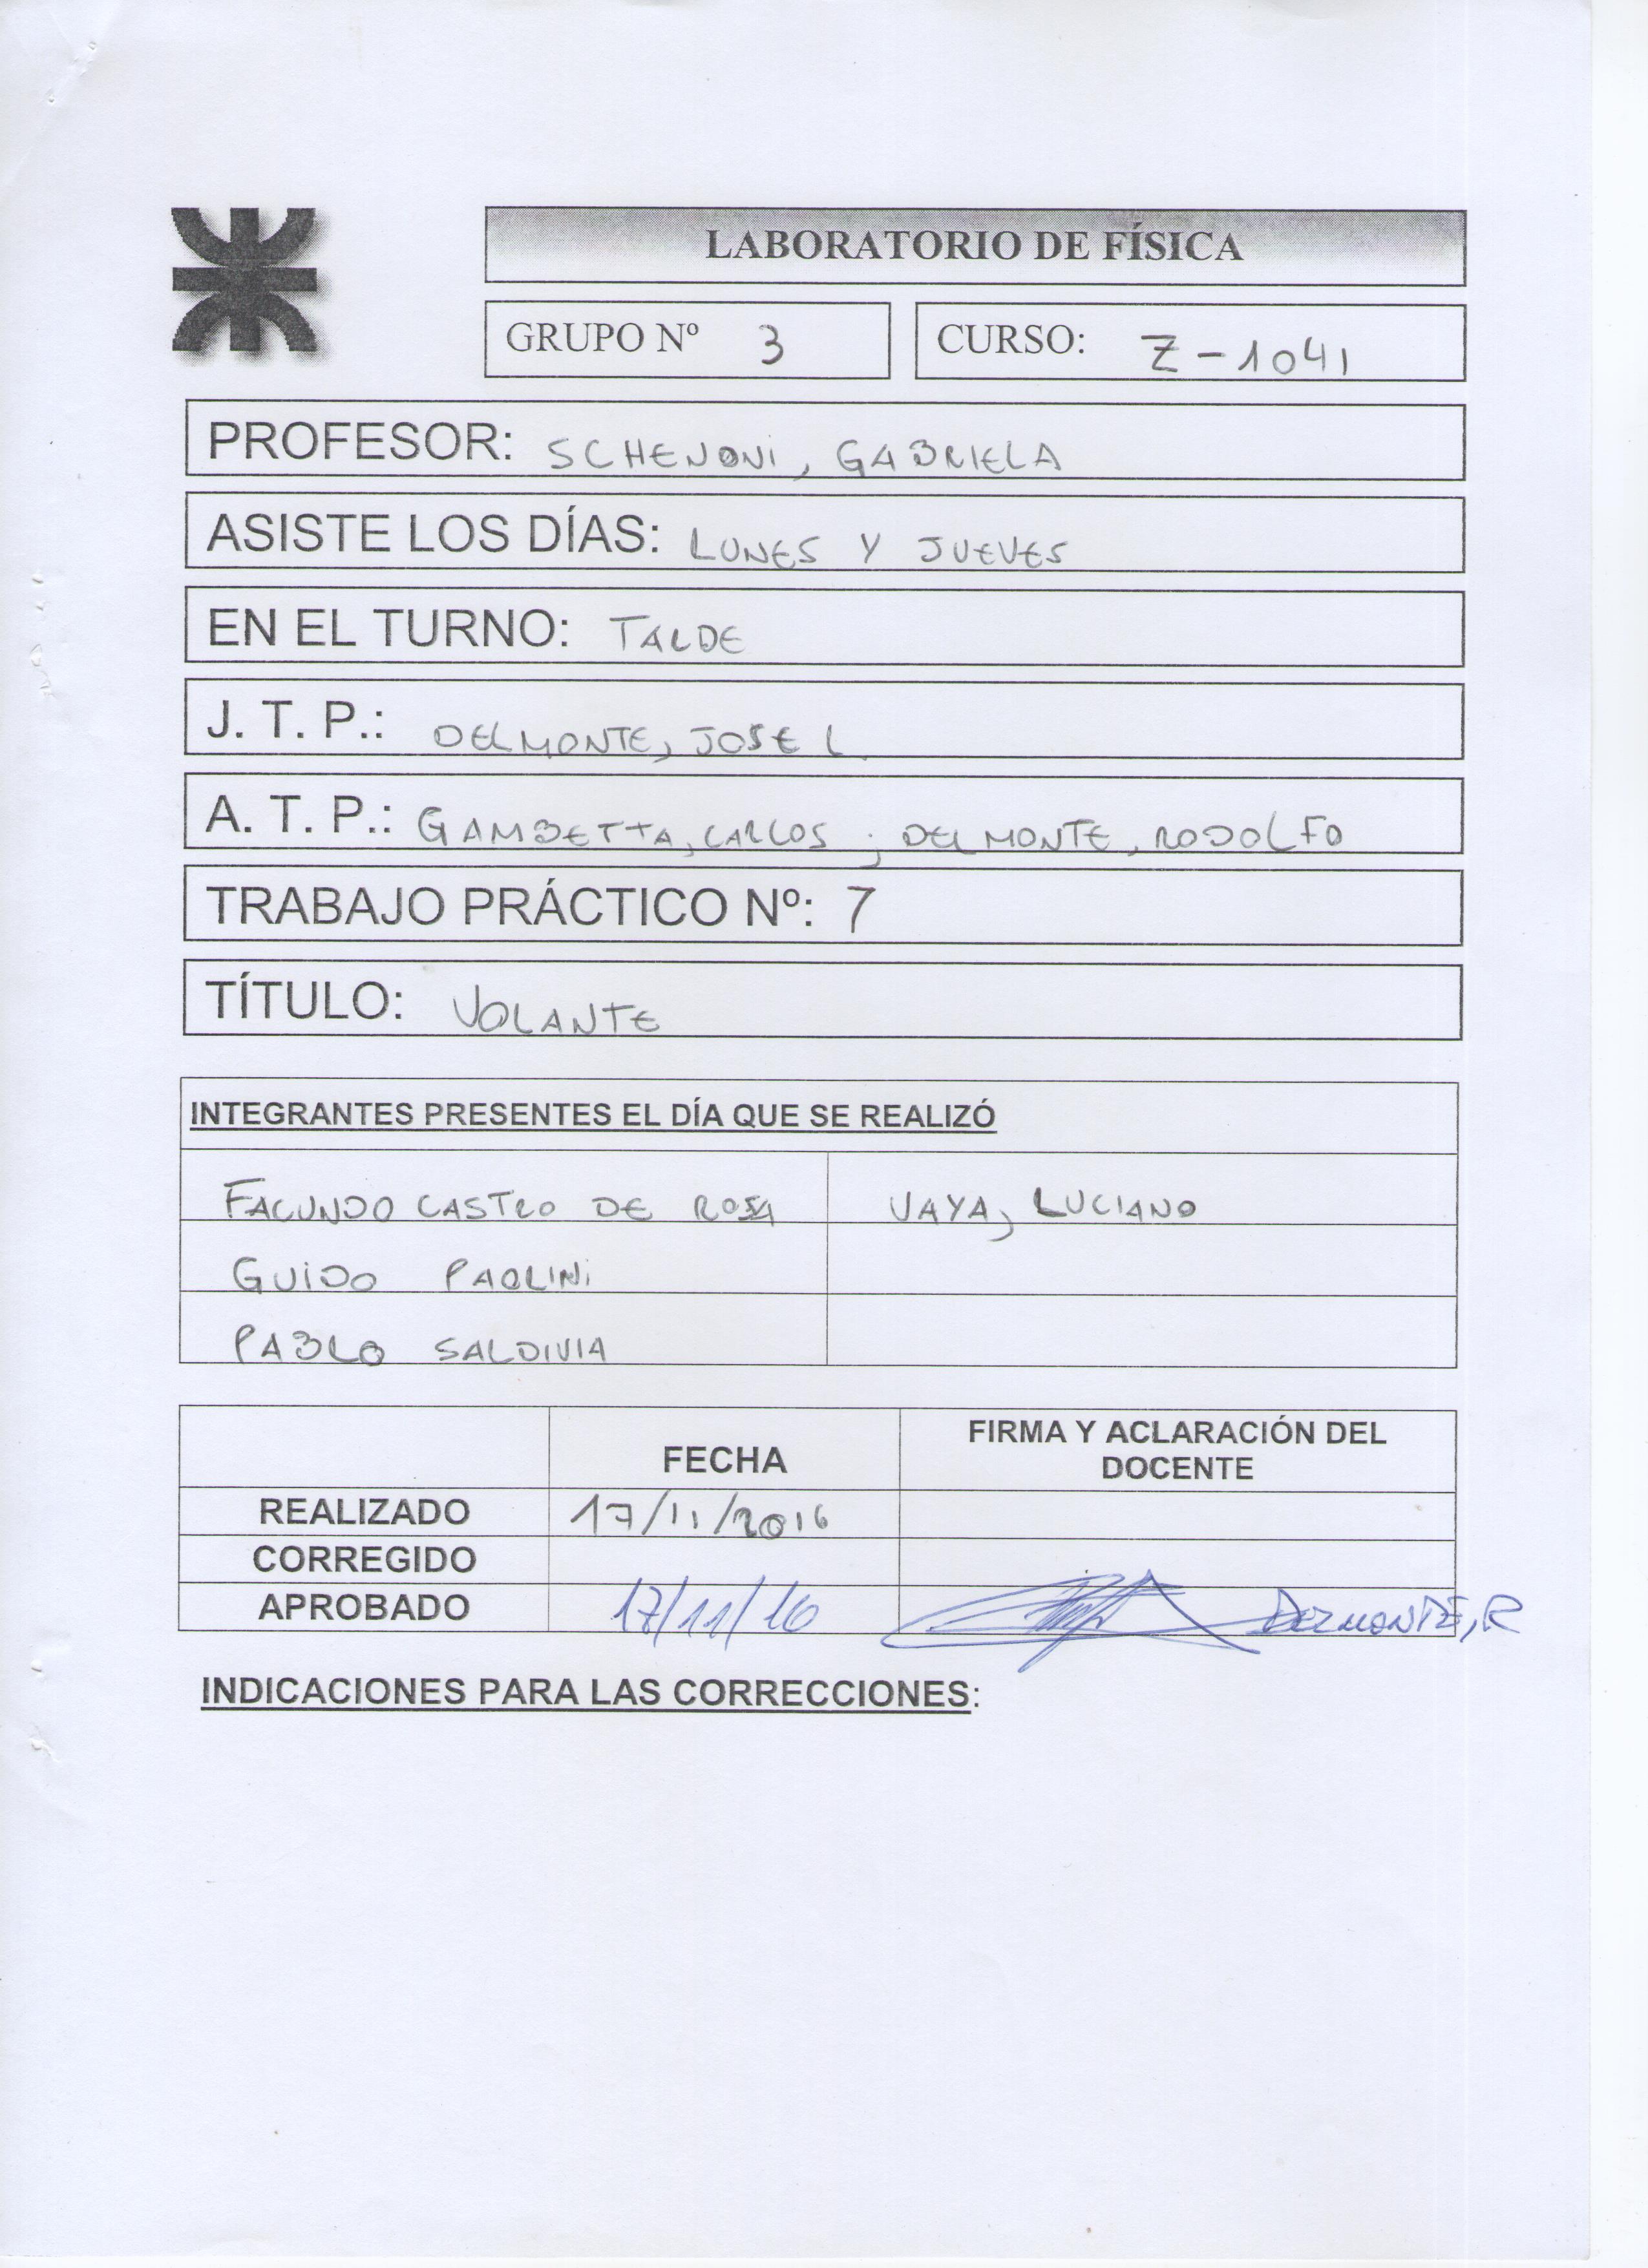 LABORATORIO DE FÍSICA
GRUPO Nº 3
CURSO: Z-1041
PROFESOR: SCHENONI, GABRIELA
ASISTE LOS DÍAS: LUNES Y JUEVES
EN EL TURNO: TARDE
J. T. P.: DELMONTE, JOSE L.
A. T. P.: GAMBETTA, CARLOS ; DELMONTE, RODOLFO
TRABAJO PRÁCTICO Nº: 7
TÍTULO: VOLANTE
INTEGRANTES PRESENTES EL DÍA QUE SE REALIZÓ
FACUNDO CASTRO DE ROSA VAYA, LUCIANO
GUIDO PAOLINI
PABLO SALDIVIA
FECHA FIRMA Y ACLARACIÓN DEL
DOCENTE
REALIZADO 17/11/2016
CORREGIDO
APROBADO 17/11/16 DELMONTE, R
INDICACIONES PARA LAS CORRECCIONES: